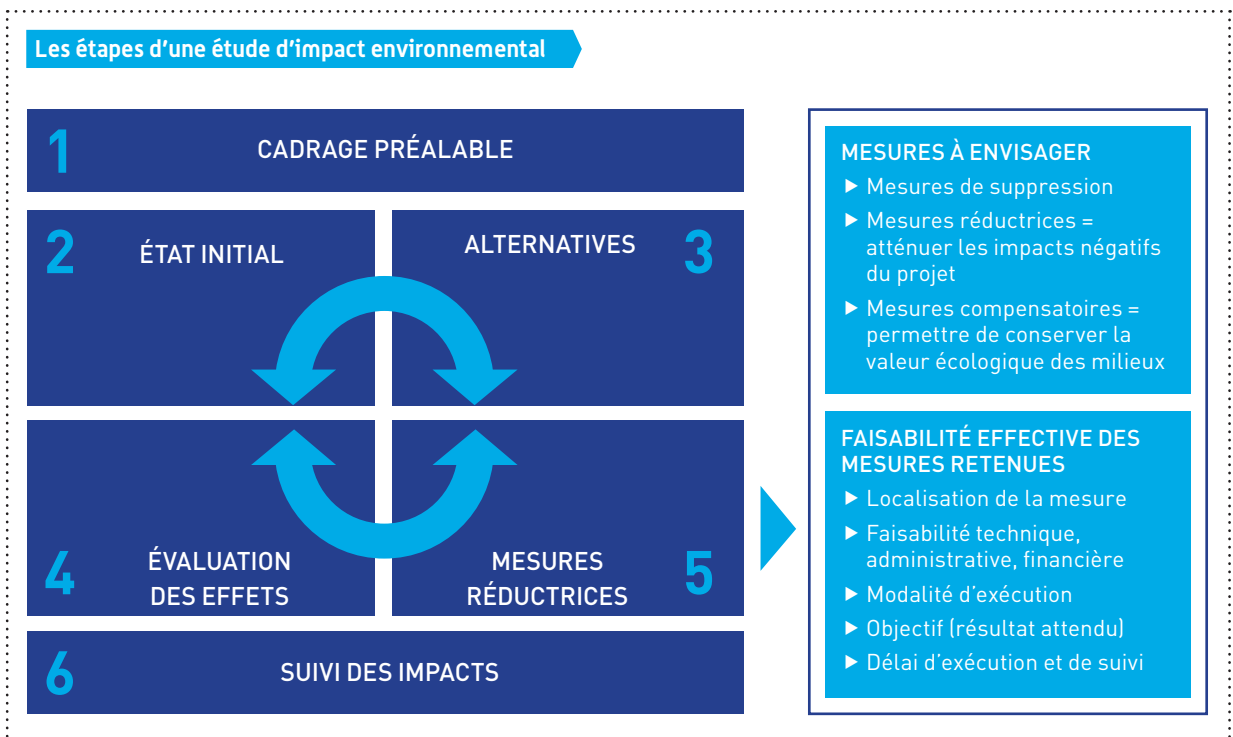 Les étapes d'une étude d'impact environnemental
1
CADRAGE PRÉALABLE
2
ÉTAT INITIAL
ALTERNATIVES
3
4
ÉVALUATION
DES EFFETS
MESURES
RÉDUCTRICES
5
6
SUIVI DES IMPACTS
MESURES À ENVISAGER
▶ Mesures de suppression
▶ Mesures réductrices =
atténuer les impacts négatifs
du projet
▶ Mesures compensatoires =
permettre de conserver la
valeur écologique des milieux
FAISABILITÉ EFFECTIVE DES
MESURES RETENUES
▶ Localisation de la mesure
▶ Faisabilité technique,
administrative, financière
▶ Modalité d'exécution
▶ Objectif (résultat attendu)
▶ Délai d'exécution et de suivi